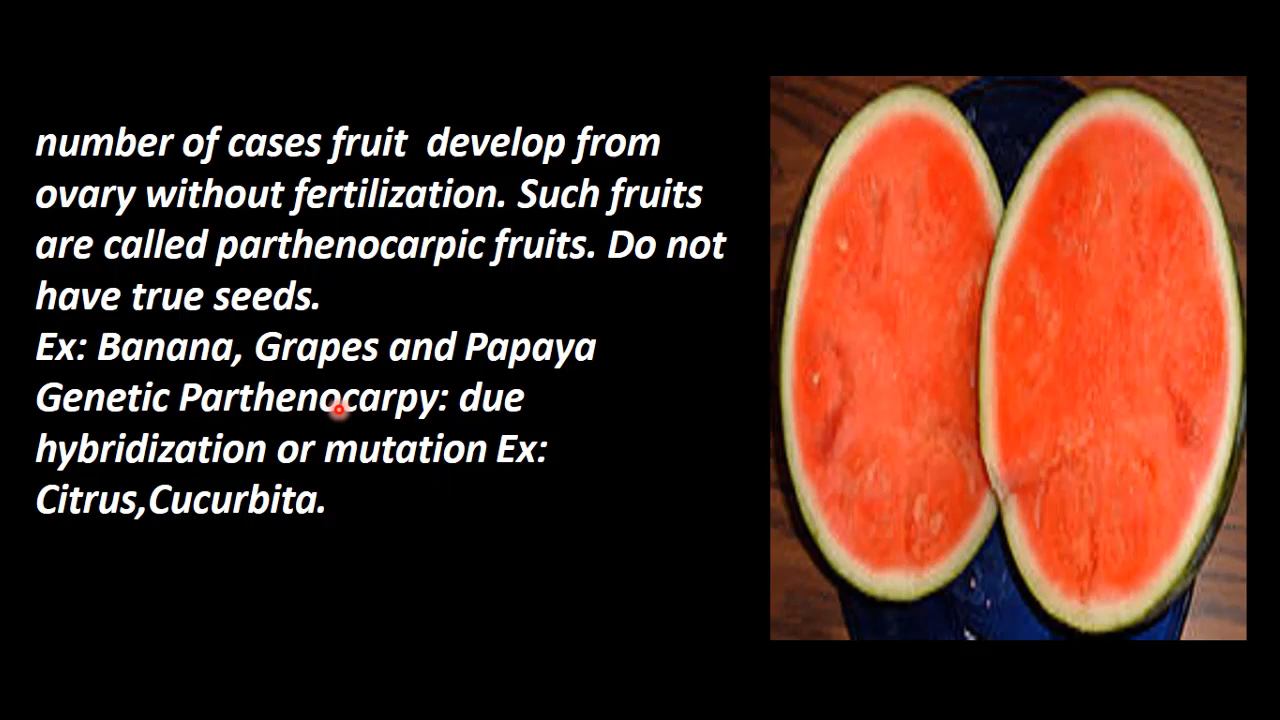 number of cases fruit  develop from
ovary without fertilization. Such fruits
are called parthenocarpic fruits. Do not
have true seeds.
Ex: Banana, Grapes and Papaya
Genetic Parthenocarpy: due
hybridization or mutation Ex:
Citrus,Cucurbita.